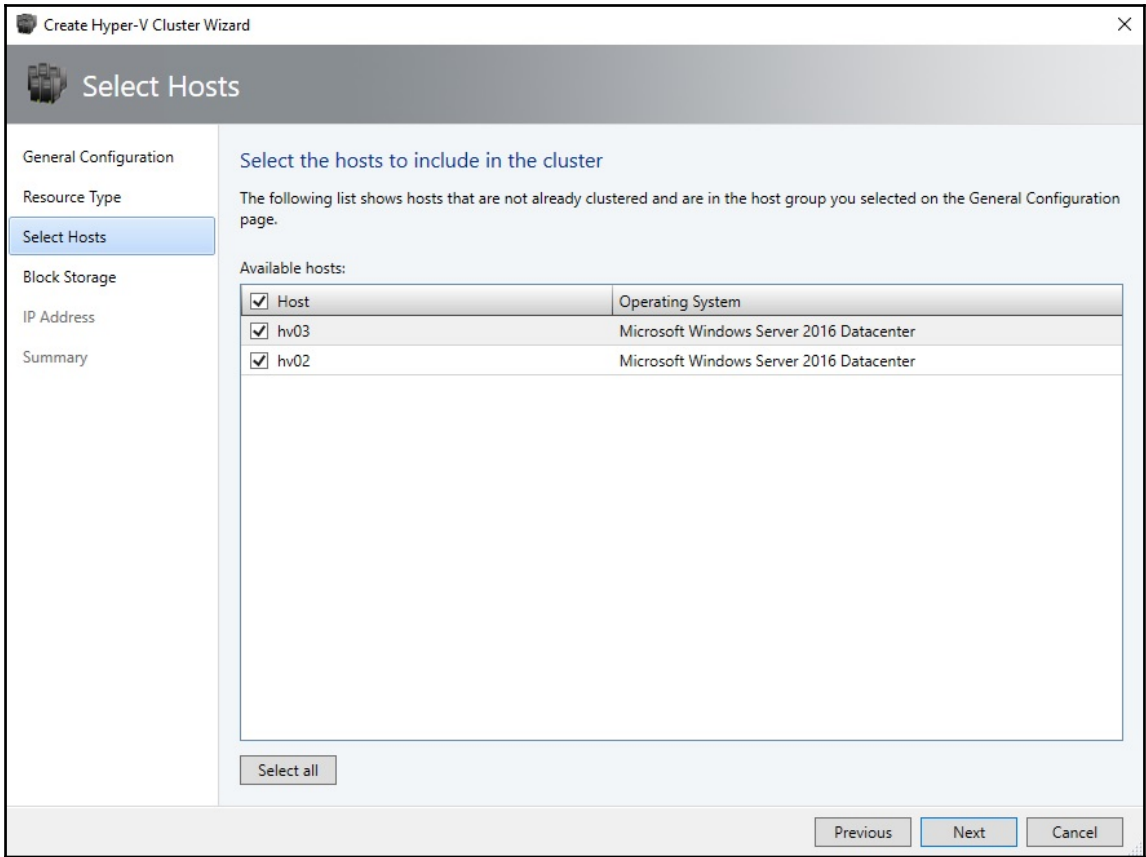 Create Hyper-V Cluster Wizard
Select Hosts
General Configuration
Resource Type
Select Hosts
Block Storage
IP Address
Summary
Select the hosts to include in the cluster
The following list shows hosts that are not already clustered and are in the host group you selected on the General Configuration
page.
Available hosts:
Host Operating System
hv03 Microsoft Windows Server 2016 Datacenter
hv02 Microsoft Windows Server 2016 Datacenter
Select all
Previous Next Cancel